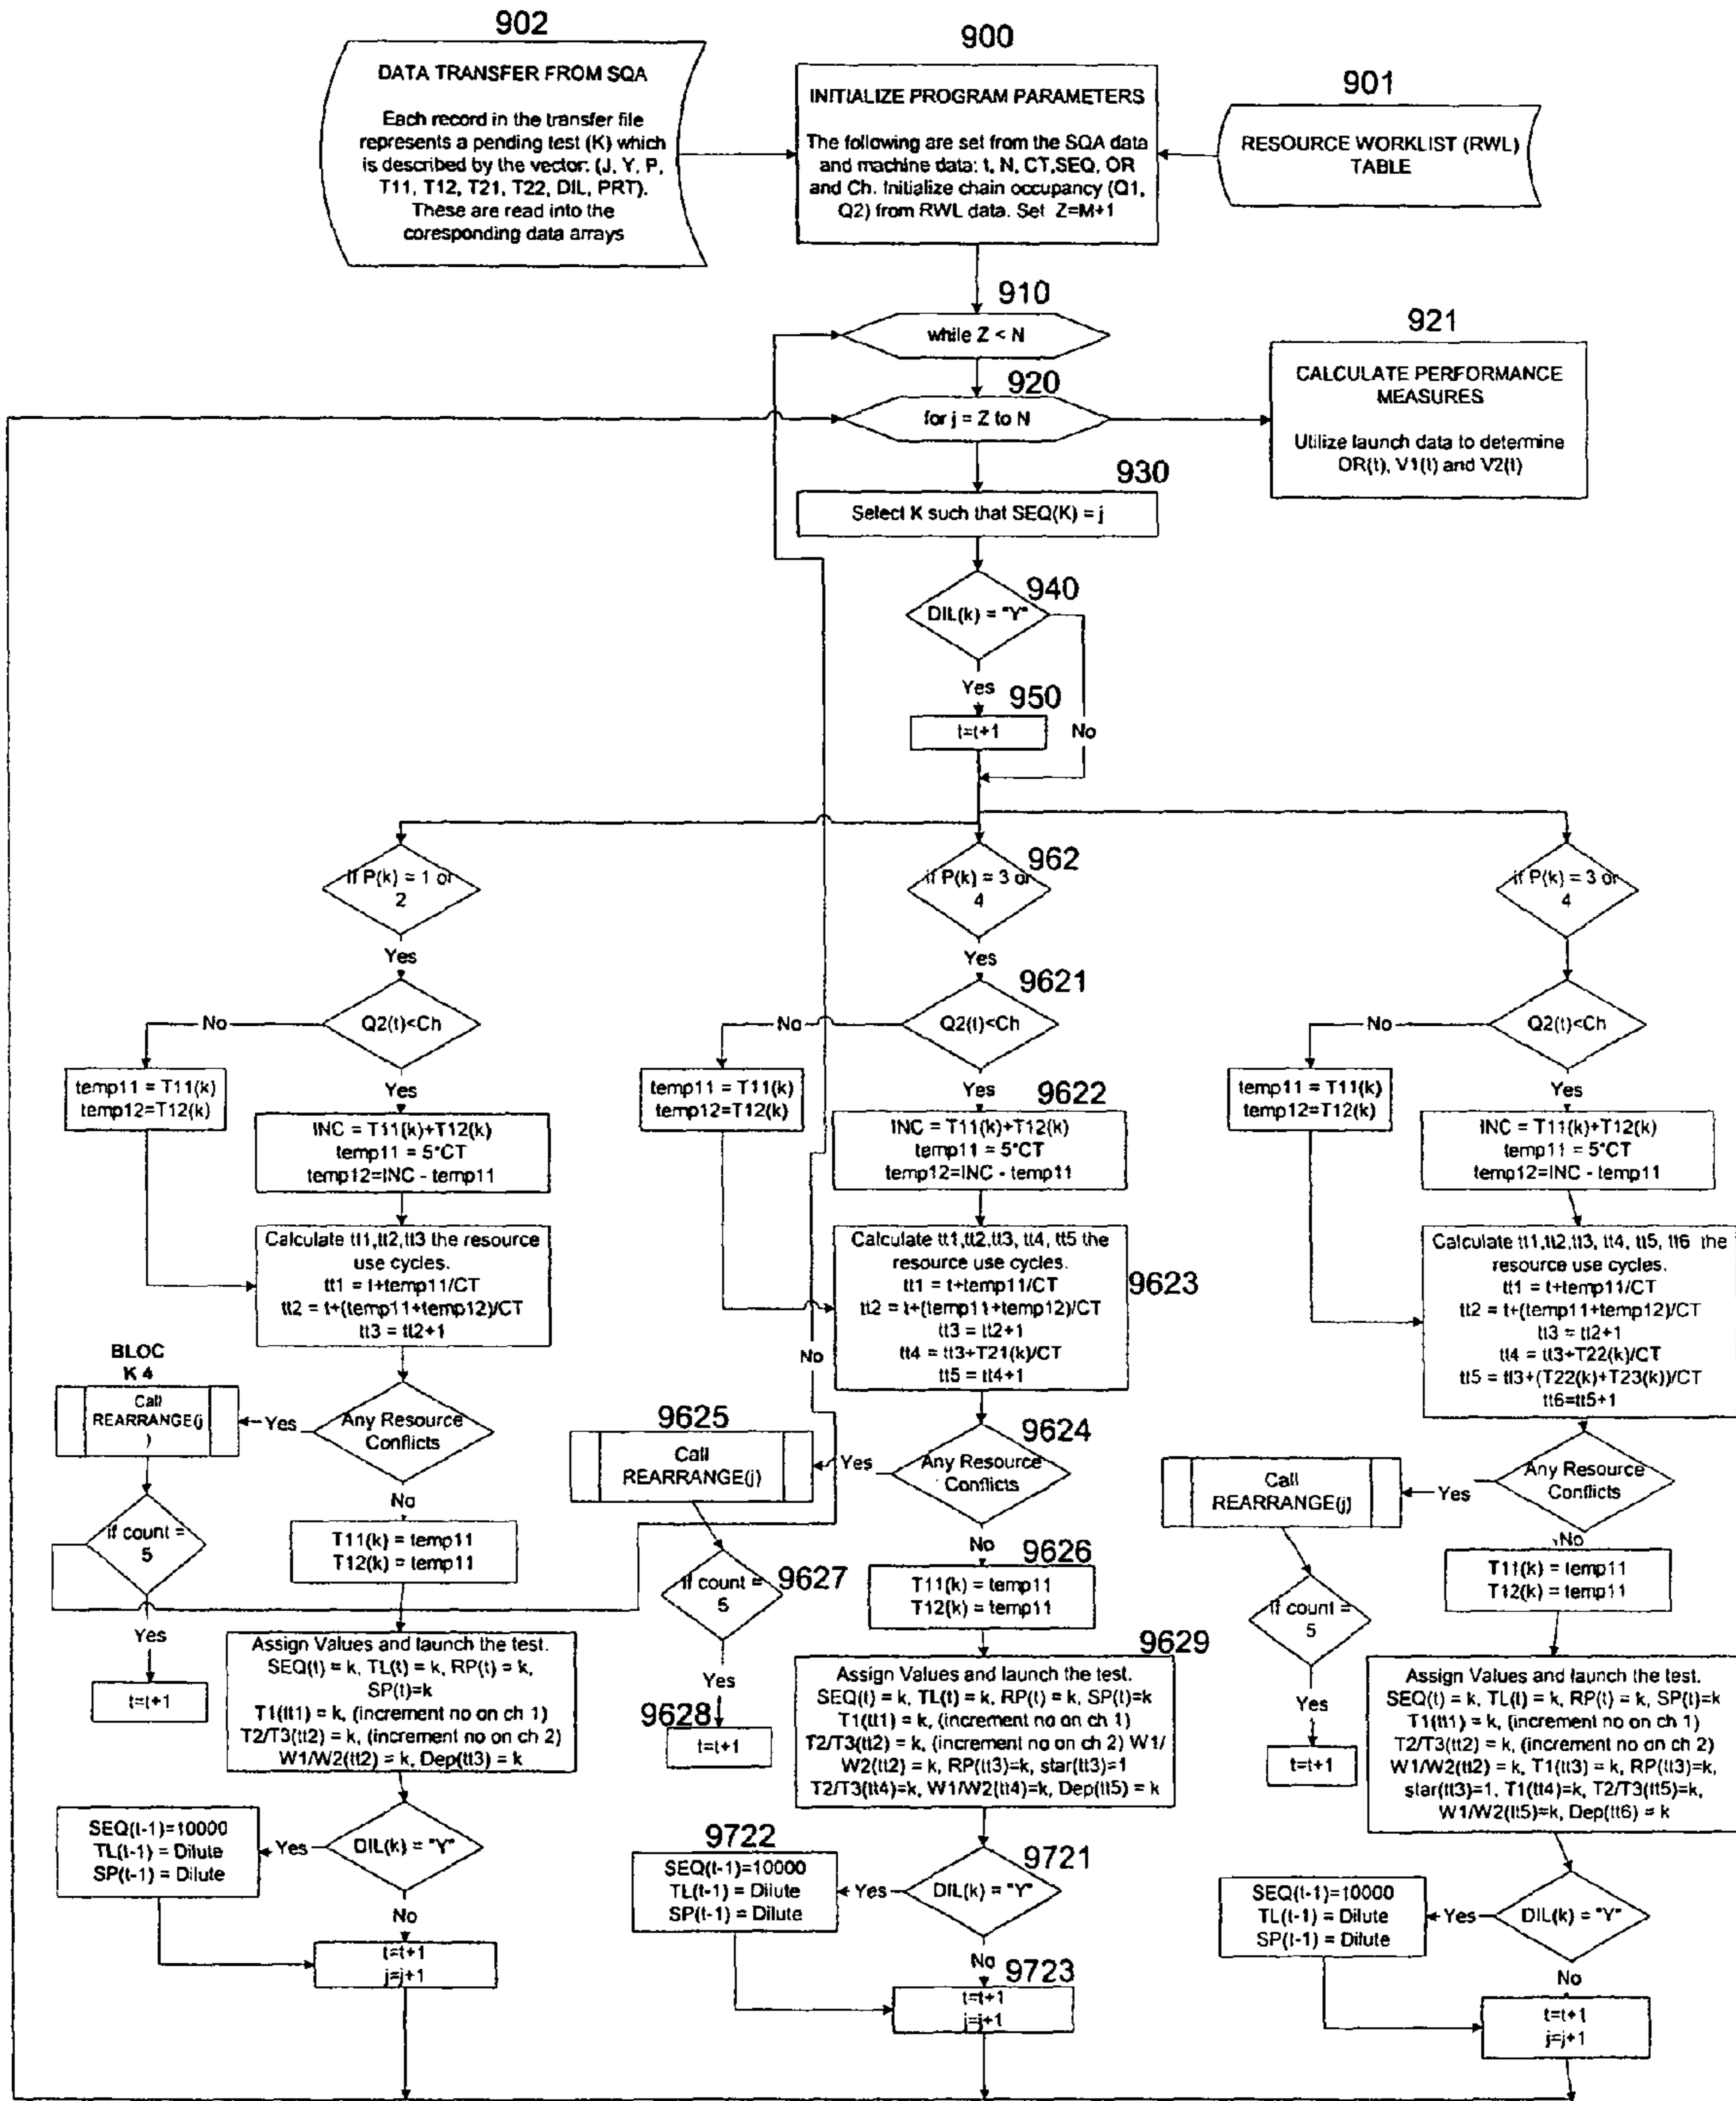 902
DATA TRANSFER FROM SQA
Each record in the transfer file
represents a pending test (K) which
is described by the vector: (J, Y, P,
T11, T12, T21, T22, DIL, PRT).
These are read into the
coresponding data arrays
900
INITIALIZE PROGRAM PARAMETERS
The following are set from the SQA data
and machine data: t, N, CT,SEQ, OR
and Ch. Initialize chain occupancy (Q1,
Q2) from RWL data. Set Z=M+1
901
RESOURCE WORKLIST (RWL)
TABLE
910
while Z < N
920
for j = Z to N
921
CALCULATE PERFORMANCE
MEASURES
Utilize launch data to determine
OR(t), V1(t) and V2(t)
930
Select K such that SEQ(K) = j
940
DIL(k) = "Y"
Yes
950
t=t+1
No
if P(k) = 1 or
2
Yes
Q2(t)<Ch
No
temp11 = T11(k)
temp12=T12(k)
Yes
INC = T11(k)+T12(k)
temp11 = 5*CT
temp12=INC - temp11
Calculate tt1,tt2,tt3 the resource
use cycles.
tt1 = t+temp11/CT
tt2 = t+(temp11+temp12)/CT
tt3 = tt2+1
BLOC
K 4
Call
REARRANGE(j
)
Yes
Any Resource
Conflicts
No
if count =
5
No
Yes
t=t+1
T11(k) = temp11
T12(k) = temp11
Assign Values and launch the test.
SEQ(t) = k, TL(t) = k, RP(t) = k,
SP(t)=k
T1(tt1) = k, (increment no on ch 1)
T2/T3(tt2) = k, (increment no on ch 2)
W1/W2(tt2) = k, Dep(tt3) = k
SEQ(t-1)=10000
TL(t-1) = Dilute
SP(t-1) = Dilute
Yes
DIL(k) = "Y"
No
t=t+1
j=j+1
962
if P(k) = 3 or
4
Yes
9621
Q2(t)<Ch
No
temp11 = T11(k)
temp12=T12(k)
Yes
9622
INC = T11(k)+T12(k)
temp11 = 5*CT
temp12=INC - temp11
9623
Calculate tt1,tt2,tt3, tt4, tt5 the
resource use cycles.
tt1 = t+temp11/CT
tt2 = t+(temp11+temp12)/CT
tt3 = tt2+1
tt4 = tt3+T21(k)/CT
tt5 = tt4+1
9624
Any Resource
Conflicts
Yes
9625
Call
REARRANGE(j)
No
9626
T11(k) = temp11
T12(k) = temp11
if count =
5
9627
Yes
9628
t=t+1
9629
Assign Values and launch the test.
SEQ(t) = k, TL(t) = k, RP(t) = k, SP(t)=k
T1(tt1) = k, (increment no on ch 1)
T2/T3(tt2) = k, (increment no on ch 2) W1/
W2(tt2) = k, RP(tt3)=k, star(tt3)=1
T2/T3(tt4)=k, W1/W2(tt4)=k, Dep(tt5) = k
9721
DIL(k) = "Y"
Yes
9722
SEQ(t-1)=10000
TL(t-1) = Dilute
SP(t-1) = Dilute
No
9723
t=t+1
j=j+1
if P(k) = 3 or
4
Q2(t)<Ch
No
temp11 = T11(k)
temp12=T12(k)
Yes
INC = T11(k)+T12(k)
temp11 = 5*CT
temp12=INC - temp11
Calculate tt1,tt2,tt3, tt4, tt5, tt6 the
resource use cycles.
tt1 = t+temp11/CT
tt2 = t+(temp11+temp12)/CT
tt3 = tt2+1
tt4 = tt3+T22(k)/CT
tt5 = tt3+(T22(k)+T23(k))/CT
tt6=tt5+1
Any Resource
Conflicts
Yes
Call
REARRANGE(j)
No
T11(k) = temp11
T12(k) = temp11
if count =
5
Yes
t=t+1
Assign Values and launch the test.
SEQ(t) = k, TL(t) = k, RP(t) = k, SP(t)=k
T1(tt1) = k, (increment no on ch 1)
T2/T3(tt2) = k, (increment no on ch 2)
W1/W2(tt2) = k, T1(tt3) = k, RP(tt3)=k,
star(tt3)=1, T1(tt4)=k, T2/T3(tt5)=k,
W1/W2(tt5)=k, Dep(tt6) = k
DIL(k) = "Y"
Yes
SEQ(t-1)=10000
TL(t-1) = Dilute
SP(t-1) = Dilute
No
t=t+1
j=j+1